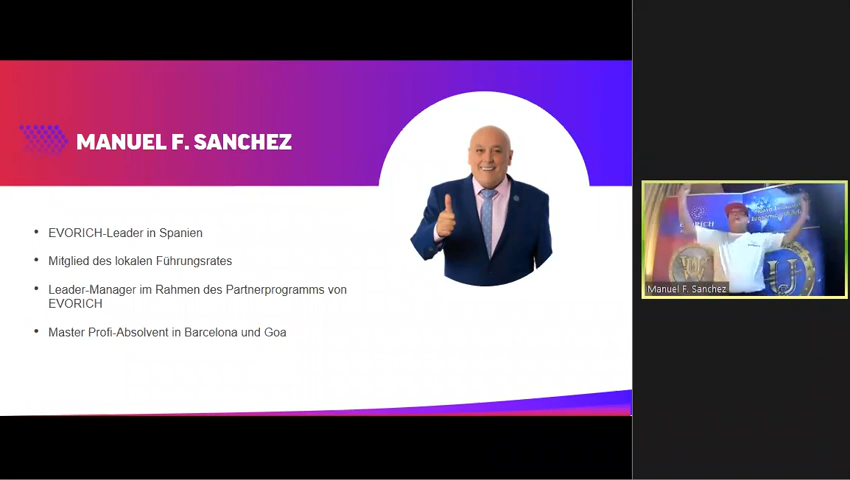 MANUEL F. SANCHEZ
EVORICH-Leader in Spanien
Mitglied des lokalen Führungsrates
Leader-Manager im Rahmen des Partnerprogramms von
EVORICH
Master Profi-Absolvent in Barcelona und Goa
Manuel F. Sanchez